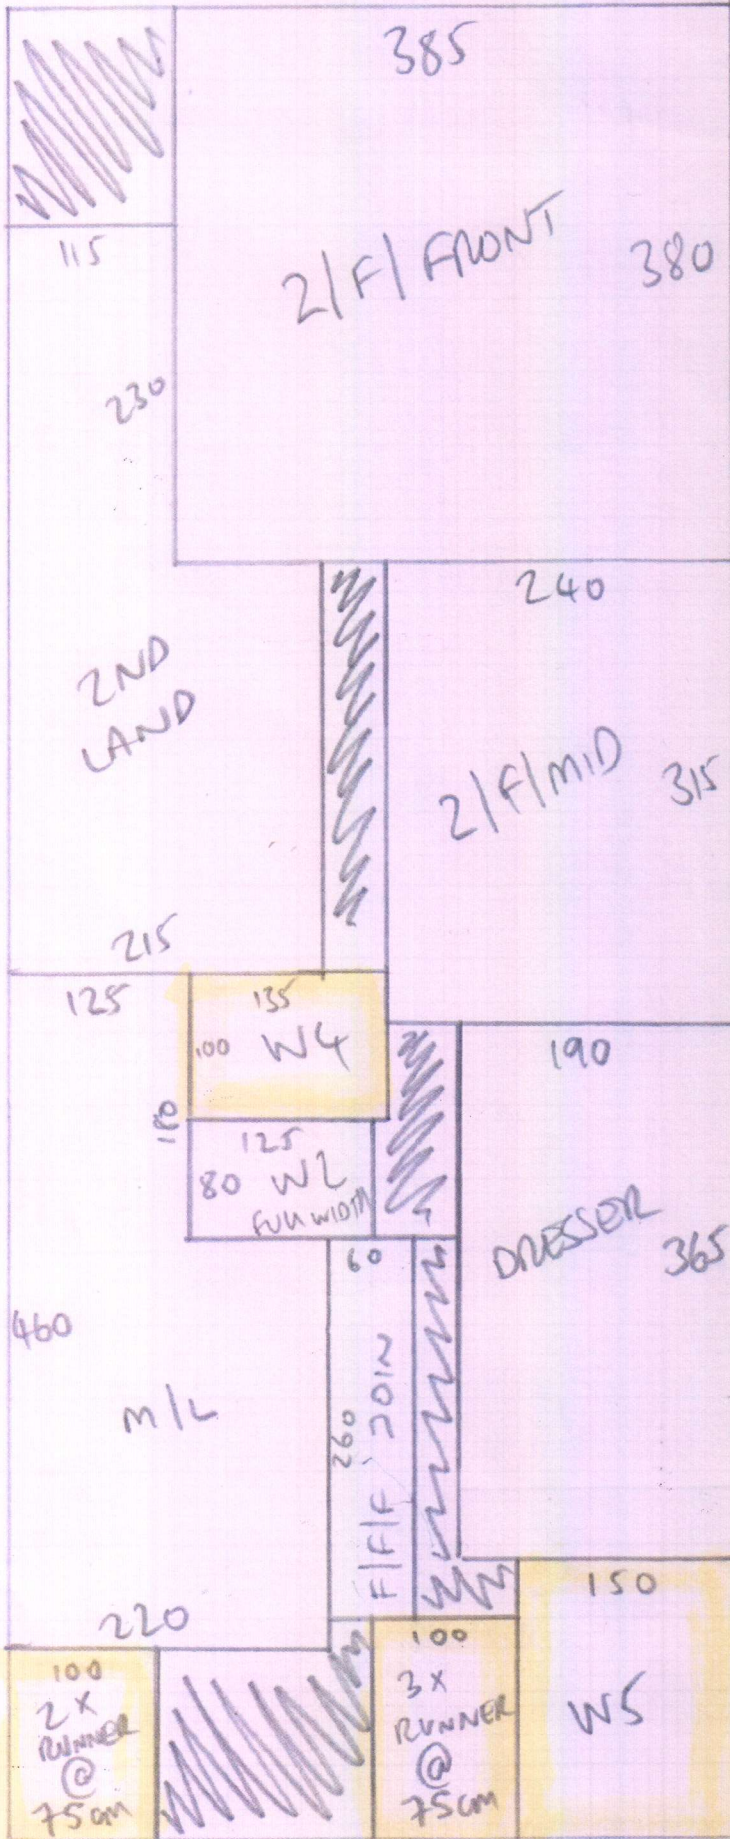 385
2/F/ FRONT
380
115
230
240
2ND
LAND
2/F/MID
315
215
125
135
100 W4
190
180
125
80 W2
FULL WIDTH
DRESSER
365
60
460
M/L
260
F/F/F JOIN
220
150
100
2 X
RUNNER
@
75cm
100
3X
RUNNER
@
75cm
W5